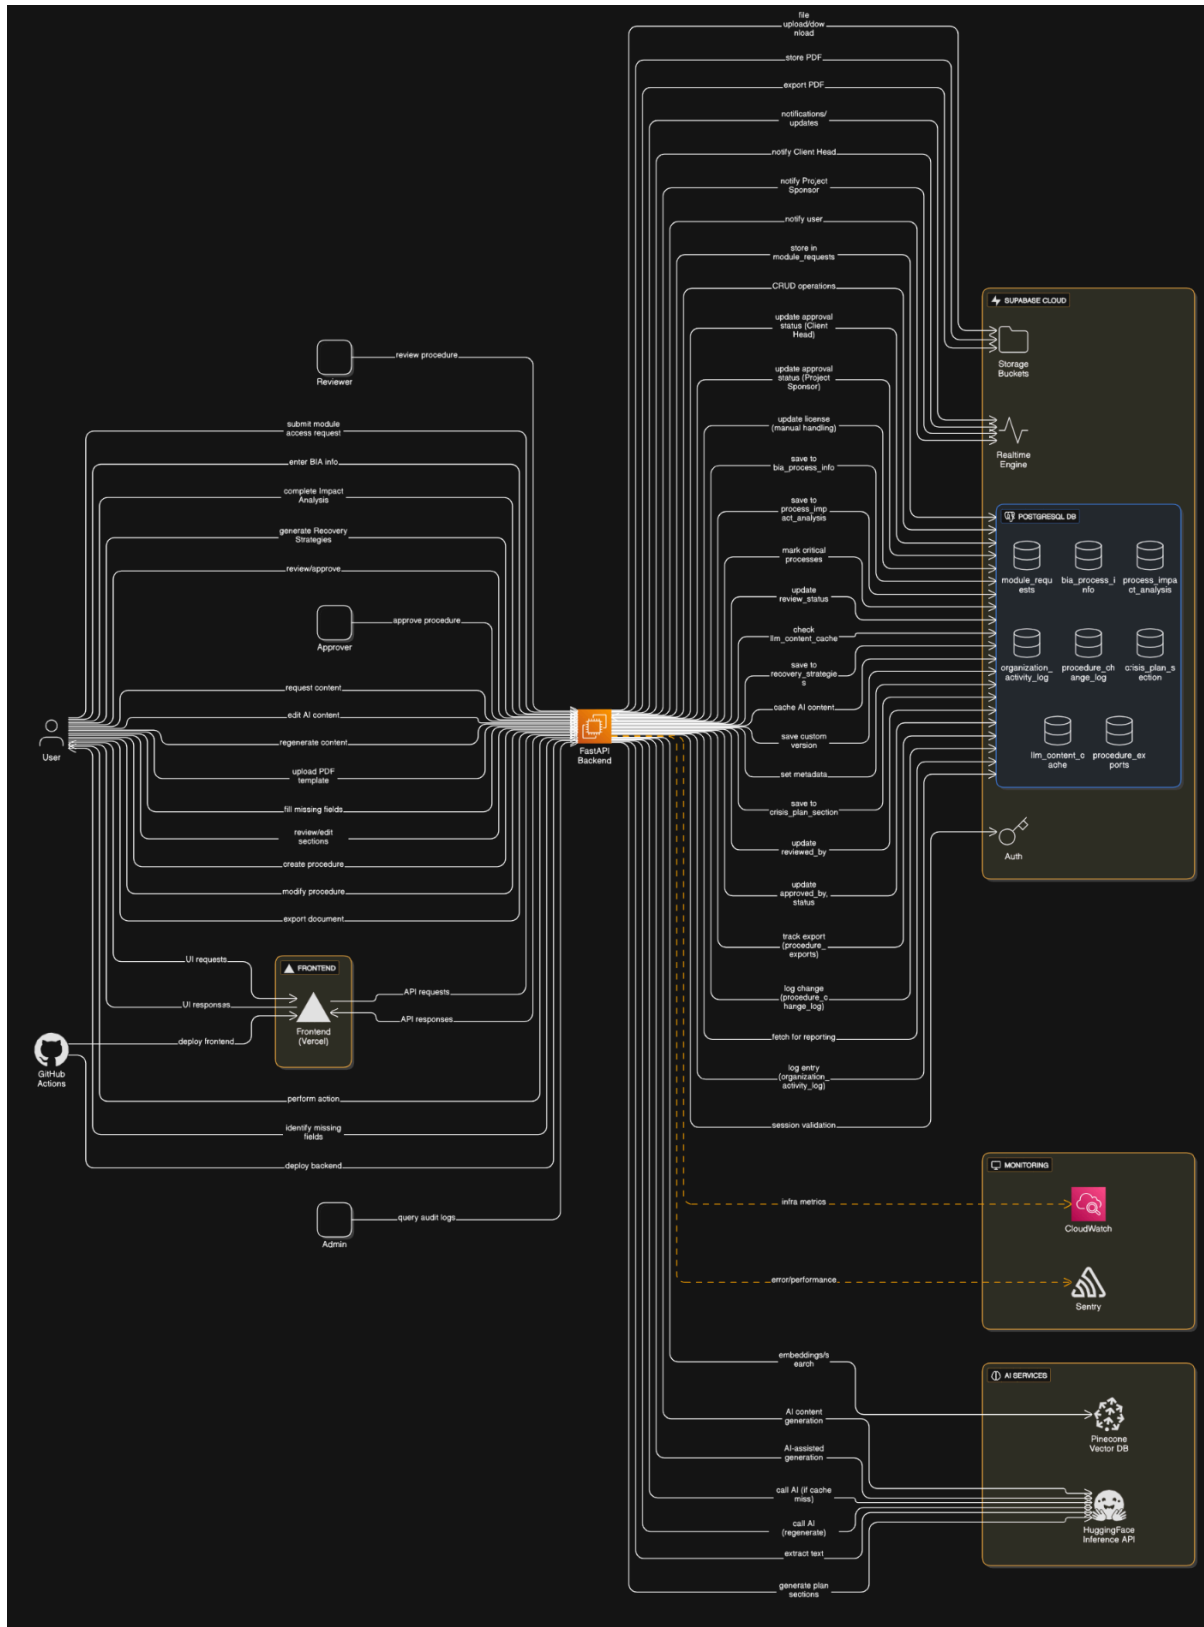 file
upload/dow
nload
store PDF
export PDF
notifications/
updates
notify Client Head
notify Project
Sponsor
notify user
store in
module_requests
CRUD operations
update approval
status (Client
Head)
update approval
status (Project
Sponsor)
update license
(manual handling)
save to
bia_process_info
save to
process_imp
act_analysis
mark critical
processes
update
review_status
check
llm_content_cache
save to
recovery_strategie
s
cache AI content
save custom
version
set metadata
save to
crisis_plan_section
update
reviewed_by
update
approved_by,
status
track export
(procedure_
exports)
log change
(procedure_c
hange_log)
fetch for reporting
log entry
(organization_
activity_log)
session validation
infra metrics
error/performance
embeddings/s
earch
AI content
generation
AI-assisted
generation
call AI (if cache
miss)
call AI
(regenerate)
extract text
generate plan
sections
Reviewer
review procedure
submit module
access request
enter BIA info
complete Impact
Analysis
generate Recovery
Strategies
review/approve
Approver
approve procedure
request content
edit AI content
regenerate content
upload PDF
template
fill missing fields
review/edit
sections
create procedure
modify procedure
export document
User
FastAPI
Backend
UI requests
UI responses
FRONTEND
Frontend
(Vercel)
API requests
API responses
deploy frontend
GitHub
Actions
perform action
identify missing
fields
deploy backend
Admin
query audit logs
SUPABASE CLOUD
Storage
Buckets
Realtime
Engine
POSTGRESQL DB
module_requ
ests
bia_process_i
nfo
process_impa
ct_analysis
organization_
activity_log
procedure_ch
ange_log
crisis_plan_s
ection
llm_content_c
ache
procedure_ex
ports
Auth
MONITORING
CloudWatch
Sentry
AI SERVICES
Pinecone
Vector DB
HuggingFace
Inference API